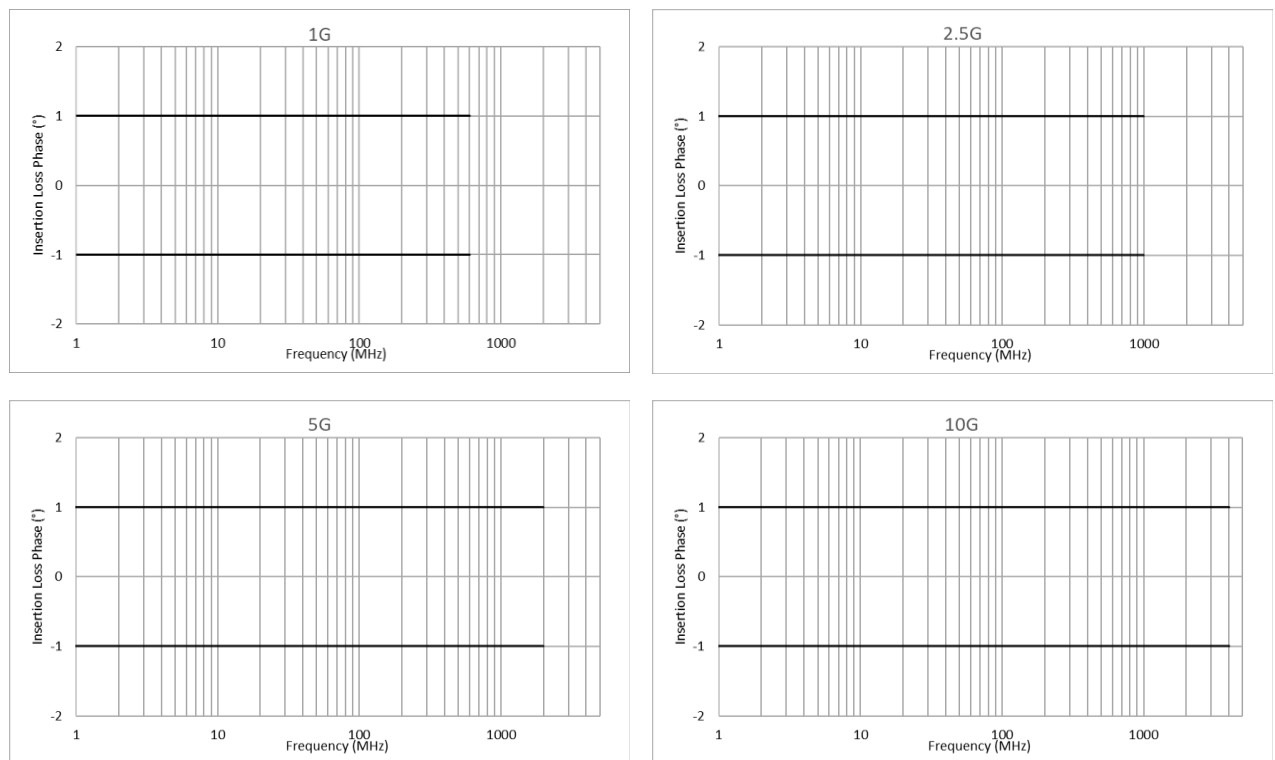 1G
2
1
0
-1
-2
Insertion Loss Phase (°)
1 10 100 1000
Frequency (MHz)
2.5G
2
1
0
-1
-2
Insertion Loss Phase (°)
1 10 100 1000
Frequency (MHz)
5G
2
1
0
-1
-2
Insertion Loss Phase (°)
1 10 100 1000
Frequency (MHz)
10G
2
1
0
-1
-2
Insertion Loss Phase (°)
1 10 100 1000
Frequency (MHz)